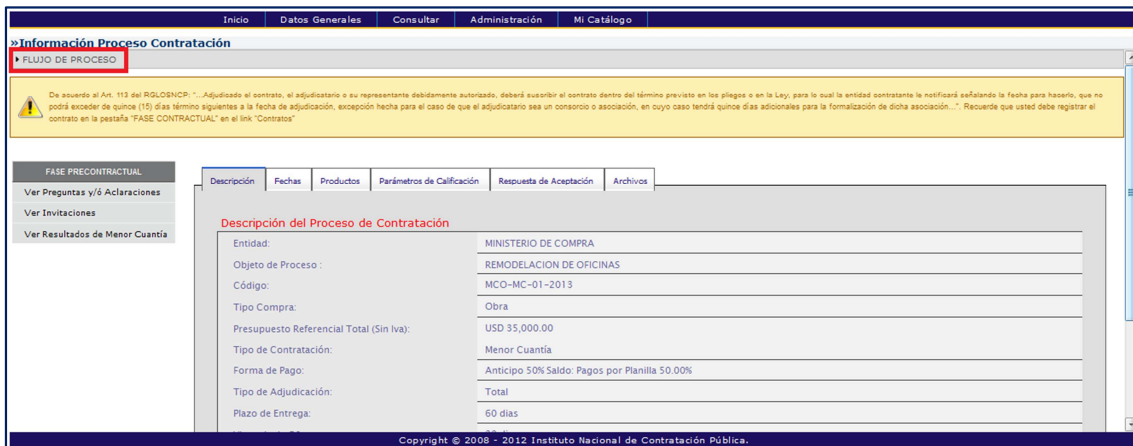 Inicio Datos Generales Consultar Administración Mi Catálogo
»Información Proceso Contratación
FLUJO DE PROCESO
De acuerdo al Art. 113 del RGLOSNCP: "...Adjudicado el contrato, el adjudicatario o su representante debidamente autorizado, deberá suscribir el contrato dentro del término previsto en los pliegos o en la Ley, para lo cual la entidad contratante le notificará señalando la fecha para hacerlo, que no
podrá exceder de quince (15) días término siguientes a la fecha de adjudicación, excepción hecha para el caso de que el adjudicatario sea un consorcio o asociación, en cuyo caso tendrá quince días adicionales para la formalización de dicha asociación...". Recuerde que usted debe registrar el
contrato en la pestaña "FASE CONTRACTUAL" en el link "Contratos"
FASE PRECONTRACTUAL
Ver Preguntas y/ó Aclaraciones
Ver Invitaciones
Ver Resultados de Menor Cuantía
Descripción Fechas Productos Parámetros de Calificación Respuesta de Aceptación Archivos
Descripción del Proceso de Contratación
Entidad: MINISTERIO DE COMPRA
Objeto de Proceso : REMODELACION DE OFICINAS
Código: MCO-MC-01-2013
Tipo Compra: Obra
Presupuesto Referencial Total (Sin Iva): USD 35,000.00
Tipo de Contratación: Menor Cuantía
Forma de Pago: Anticipo 50% Saldo: Pagos por Planilla 50.00%
Tipo de Adjudicación: Total
Plazo de Entrega: 60 dias
Copyright © 2008 - 2012 Instituto Nacional de Contratación Pública.